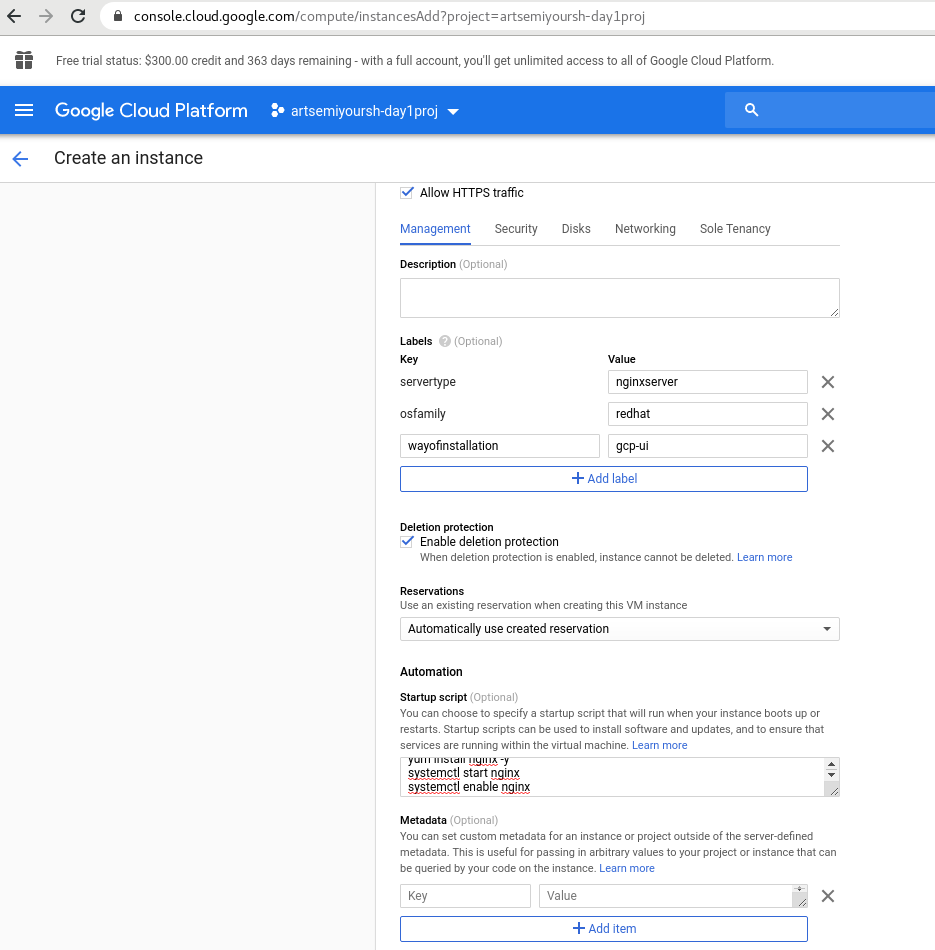 console.cloud.google.com/compute/instancesAdd?project=artsemiyoursh-day1proj
Free trial status: $300.00 credit and 363 days remaining - with a full account, you'll get unlimited access to all of Google Cloud Platform.
Google Cloud Platform artsemiyoursh-day1proj
Create an instance
Allow HTTPS traffic
Management Security Disks Networking Sole Tenancy
Description (Optional)
Labels ? (Optional)
Key Value
servertype nginxserver
osfamily redhat
wayofinstallation gcp-ui
Add label
Deletion protection
Enable deletion protection
When deletion protection is enabled, instance cannot be deleted. Learn more
Reservations
Use an existing reservation when creating this VM instance
Automatically use created reservation
Automation
Startup script (Optional)
You can choose to specify a startup script that will run when your instance boots up or
restarts. Startup scripts can be used to install software and updates, and to ensure that
services are running within the virtual machine. Learn more
yum install nginx -y
systemctl start nginx
systemctl enable nginx
Metadata (Optional)
You can set custom metadata for an instance or project outside of the server-defined
metadata. This is useful for passing in arbitrary values to your project or instance that can
be queried by your code on the instance. Learn more
Key Value
Add item